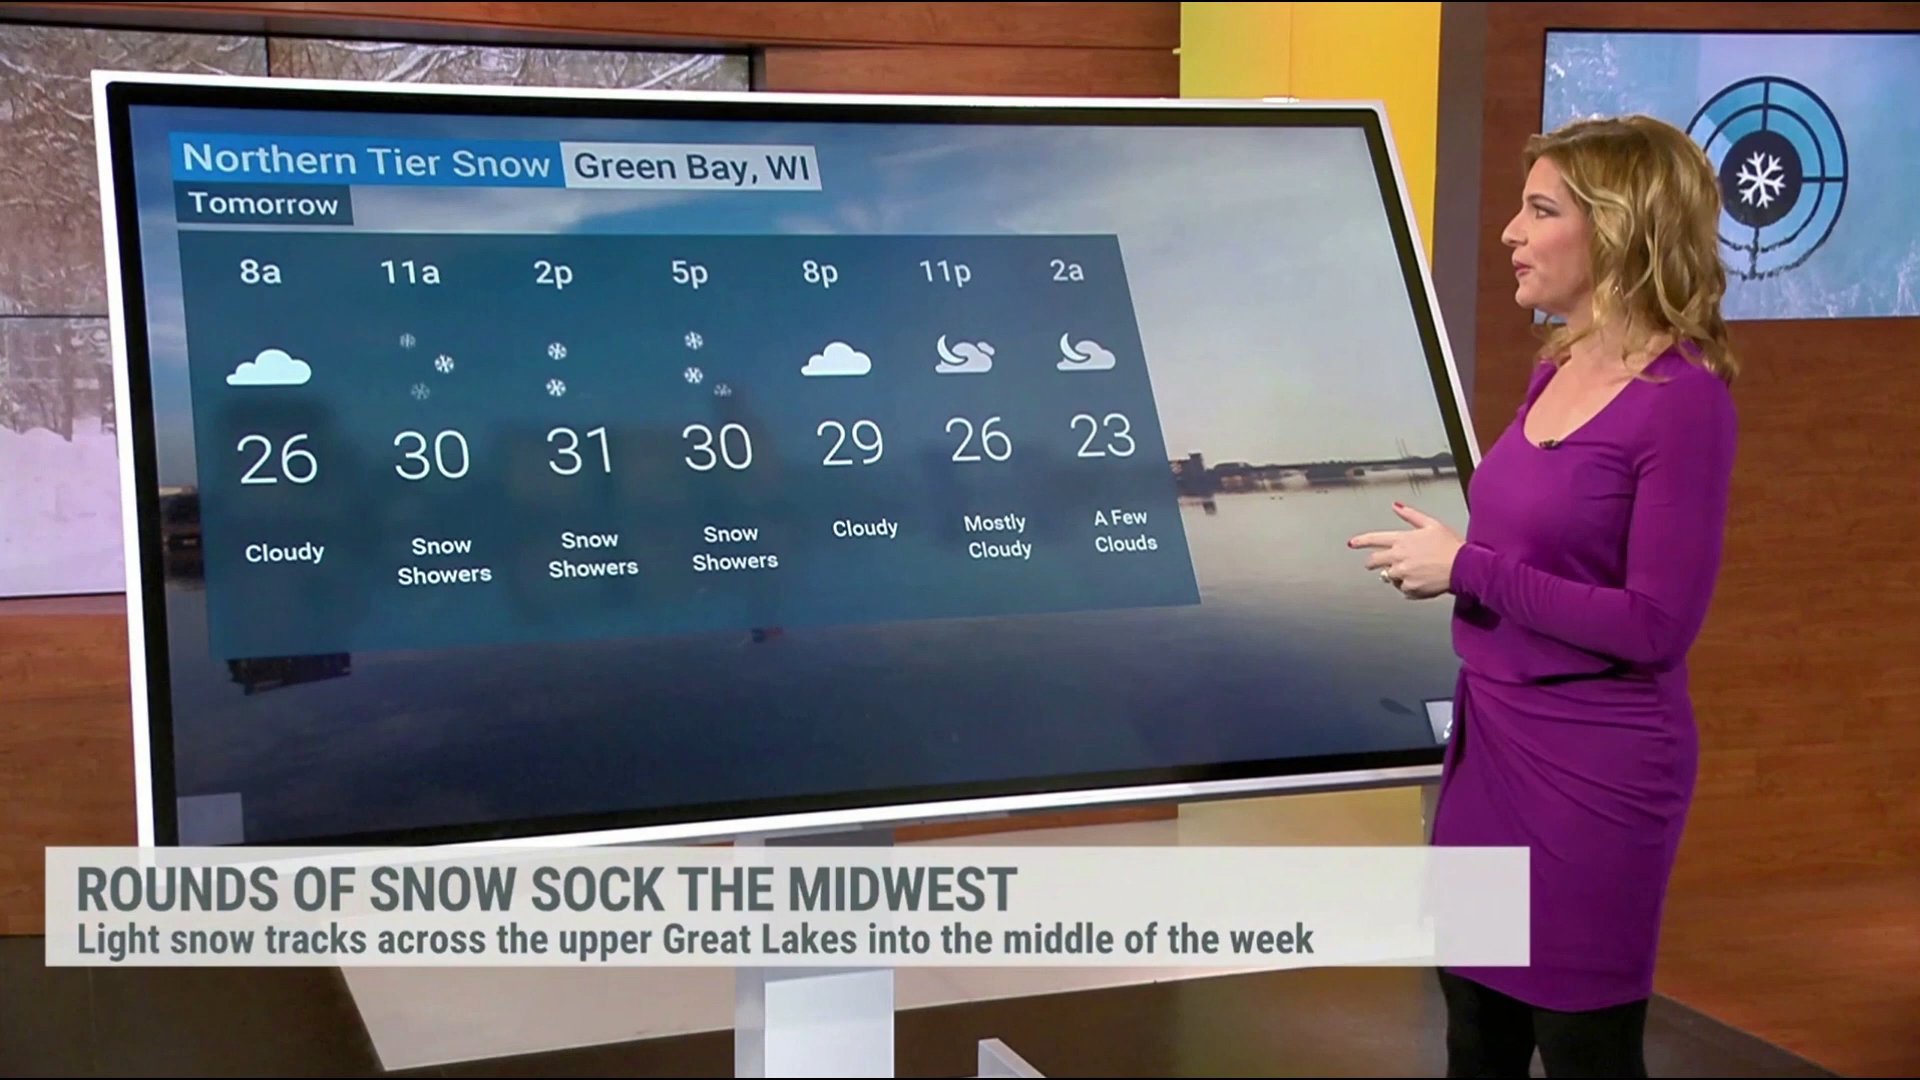 Northern Tier Snow Green Bay, WI
Tomorrow
8a 11a 2p 5p 8p 11p 2a
26 30 31 30 29 26 23
Cloudy Snow Showers Snow Showers Snow Showers Cloudy Mostly Cloudy A Few Clouds
ROUNDS OF SNOW SOCK THE MIDWEST
Light snow tracks across the upper Great Lakes into the middle of the week